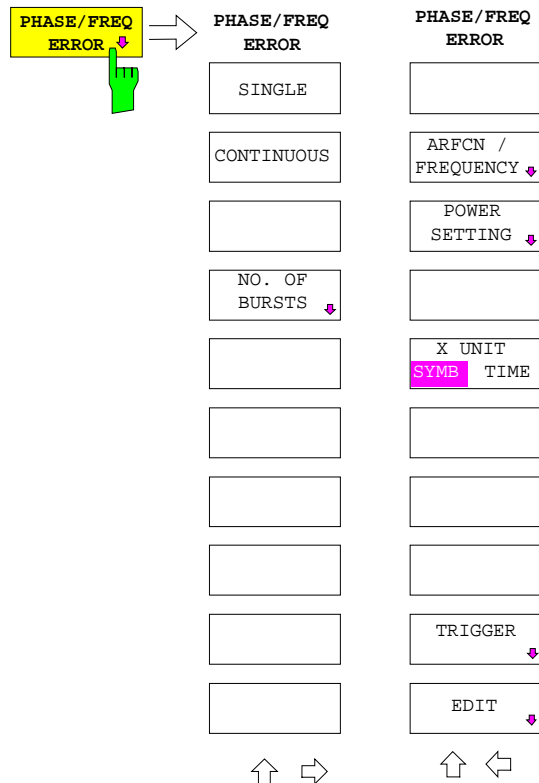 PHASE/FREQ
ERROR
PHASE/FREQ
ERROR
SINGLE
CONTINUOUS
NO. OF
BURSTS
PHASE/FREQ
ERROR
ARFCN /
FREQUENCY
POWER
SETTING
X UNIT
SYMB TIME
TRIGGER
EDIT